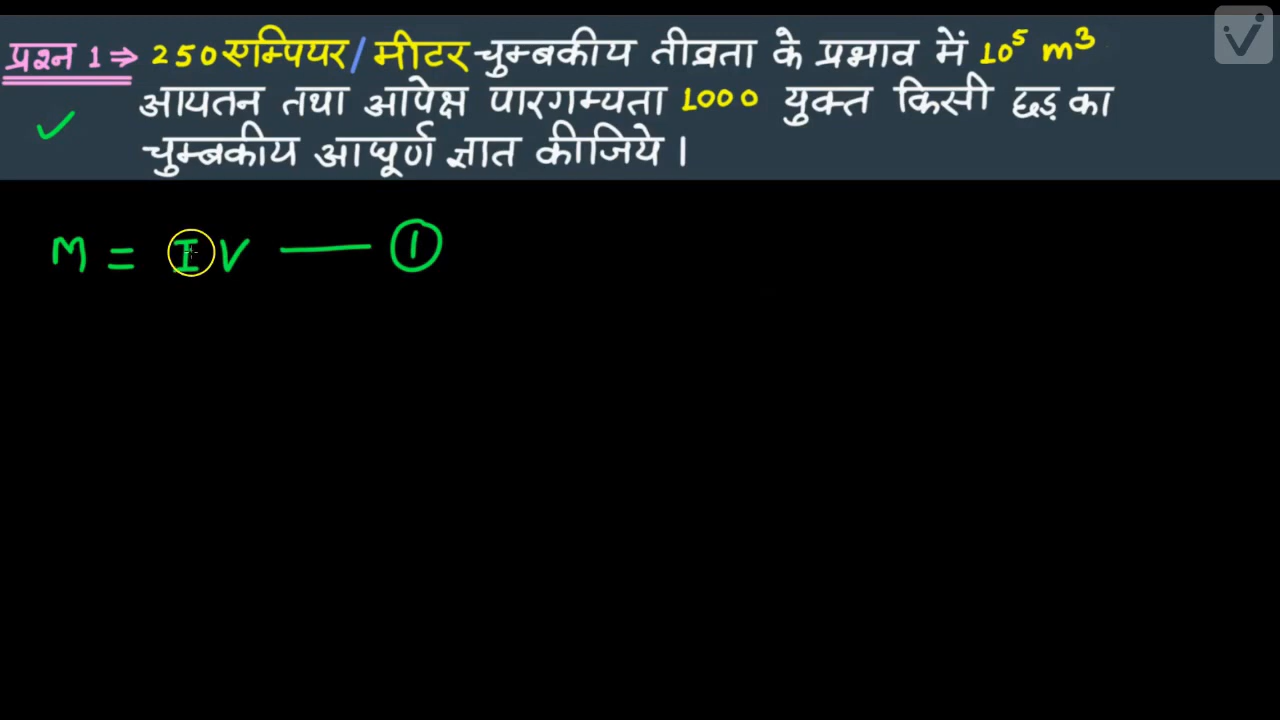 प्रश्न 1⇒ 250 एम्पियर/मीटर चुम्बकीय तीव्रता के प्रभाव में 10⁵ m³
आयतन तथा आपेक्ष पारगम्यता 1000 युक्त किसी छड़ का
चुम्बकीय आघूर्ण ज्ञात कीजिये।
M = IV — ①